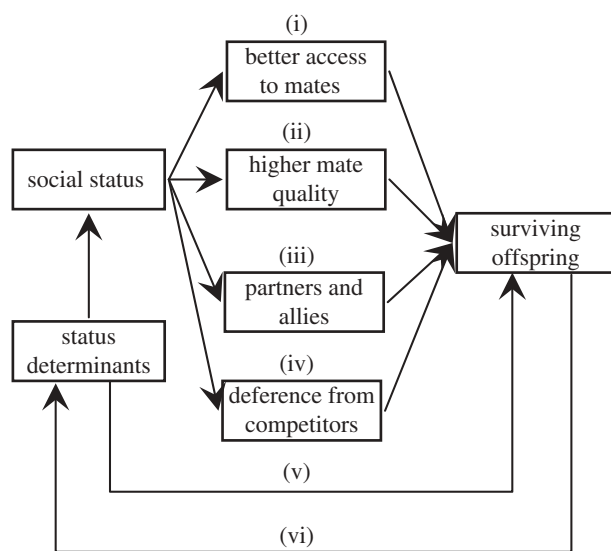 (i)
better access
to mates
(ii)
social status
higher mate
quality
surviving
offspring
(iii)
partners and
allies
status
determinants
(iv)
deference from
competitors
(v)
(vi)